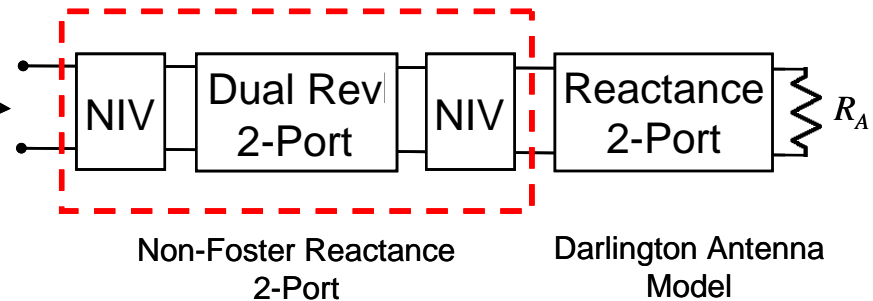 NIV
Dual Rev
2-Port
NIV
Reactance
2-Port
R_A
Non-Foster Reactance
2-Port
Darlington Antenna
Model